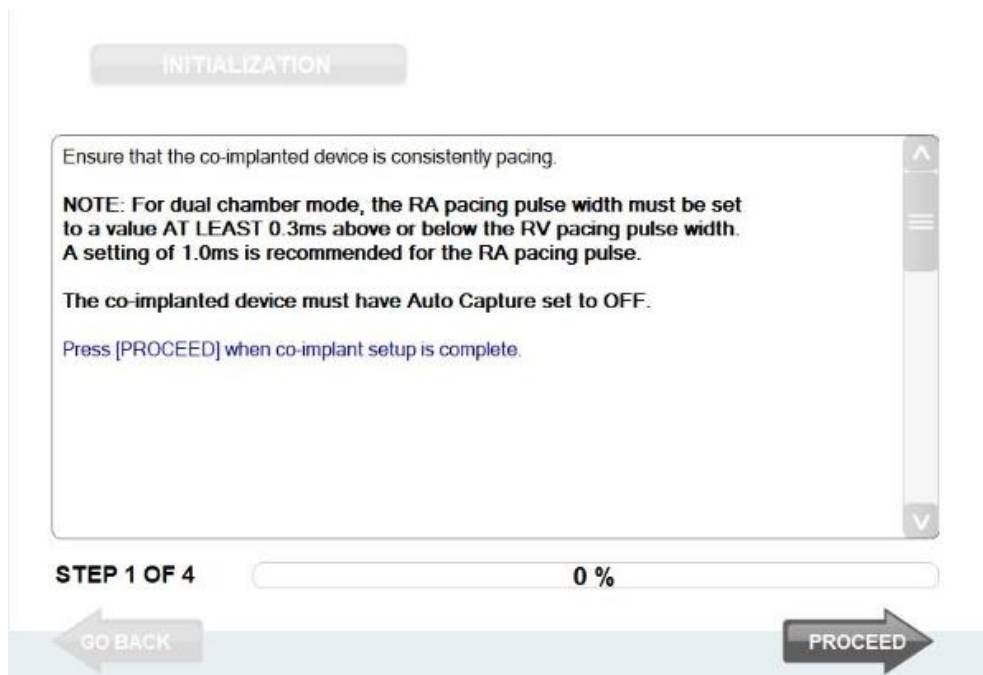 INITIALIZATION
Ensure that the co-implanted device is consistently pacing.
NOTE: For dual chamber mode, the RA pacing pulse width must be set
to a value AT LEAST 0.3ms above or below the RV pacing pulse width.
A setting of 1.0ms is recommended for the RA pacing pulse.
The co-implanted device must have Auto Capture set to OFF.
Press [PROCEED] when co-implant setup is complete.
STEP 1 OF 4
0 %
GO BACK
PROCEED